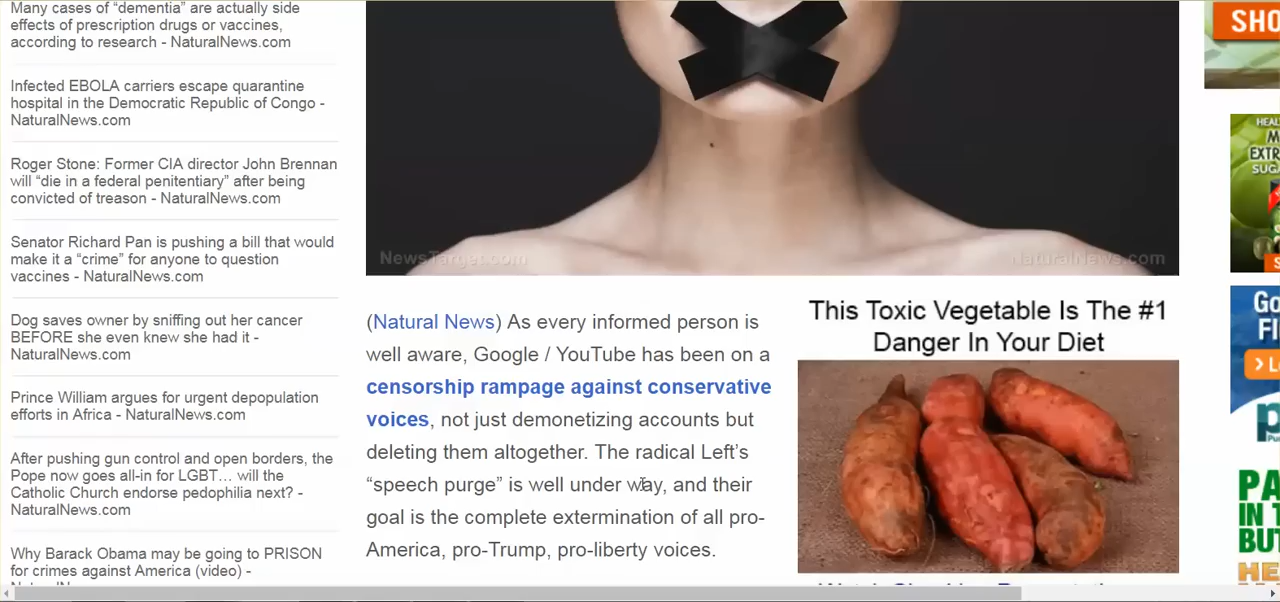 Many cases of “dementia” are actually side
effects of prescription drugs or vaccines,
according to research - NaturalNews.com
Infected EBOLA carriers escape quarantine
hospital in the Democratic Republic of Congo -
NaturalNews.com
Roger Stone: Former CIA director John Brennan
will “die in a federal penitentiary” after being
convicted of treason - NaturalNews.com
Senator Richard Pan is pushing a bill that would
make it a “crime” for anyone to question
vaccines - NaturalNews.com
Dog saves owner by sniffing out her cancer
BEFORE she even knew she had it -
NaturalNews.com
Prince William argues for urgent depopulation
efforts in Africa - NaturalNews.com
After pushing gun control and open borders, the
Pope now goes all-in for LGBT… will the
Catholic Church endorse pedophilia next? -
NaturalNews.com
Why Barack Obama may be going to PRISON
for crimes against America (video) -
NewsTarget.com
NaturalNews.com
(Natural News) As every informed person is
well aware, Google / YouTube has been on a
censorship rampage against conservative
voices, not just demonetizing accounts but
deleting them altogether. The radical Left’s
“speech purge” is well under way, and their
goal is the complete extermination of all pro-
America, pro-Trump, pro-liberty voices.
This Toxic Vegetable Is The #1
Danger In Your Diet
SHO
HEAL
M
EXTR
SUGA
Go
FI
> L
p
PA
IN T
BUT
HE